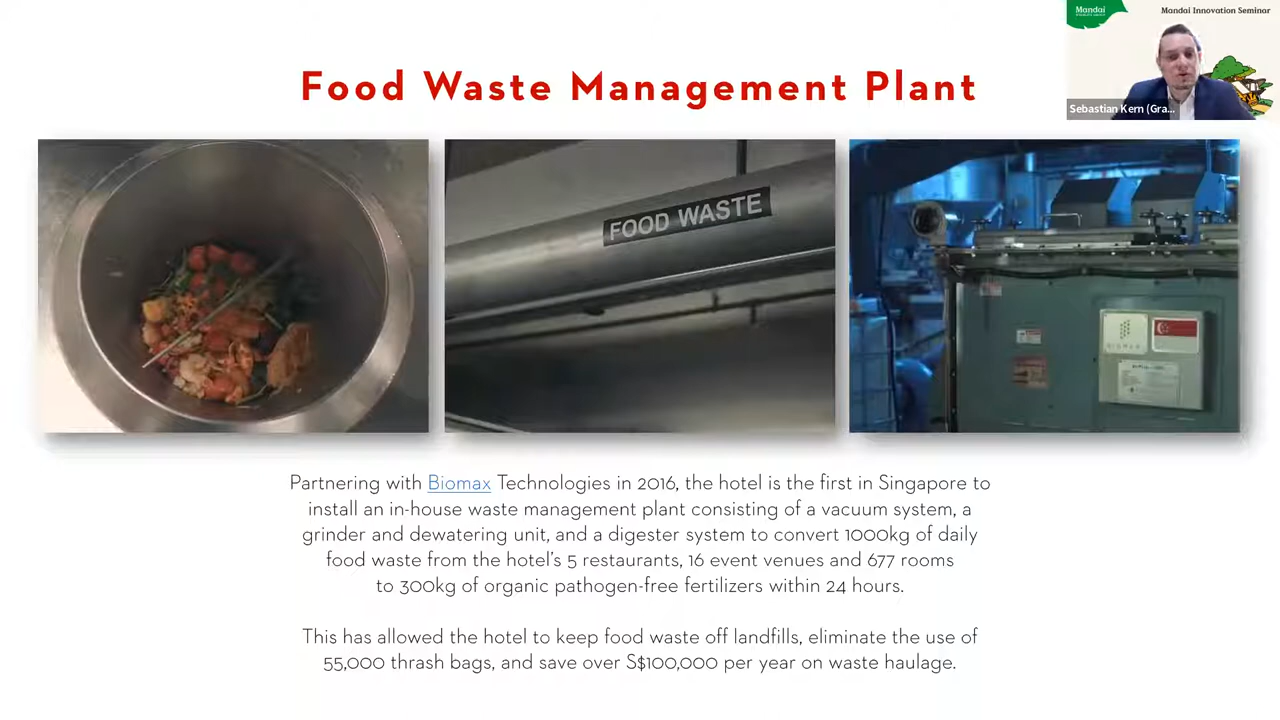 Mandai
Mandai Innovation Seminar
Sebastian Kern (Gra...
Food Waste Management Plant
FOOD WASTE
Partnering with Biomax Technologies in 2016, the hotel is the first in Singapore to
install an in-house waste management plant consisting of a vacuum system, a
grinder and dewatering unit, and a digester system to convert 1000kg of daily
food waste from the hotel's 5 restaurants, 16 event venues and 677 rooms
to 300kg of organic pathogen-free fertilizers within 24 hours.
This has allowed the hotel to keep food waste off landfills, eliminate the use of
55,000 thrash bags, and save over S$100,000 per year on waste haulage.